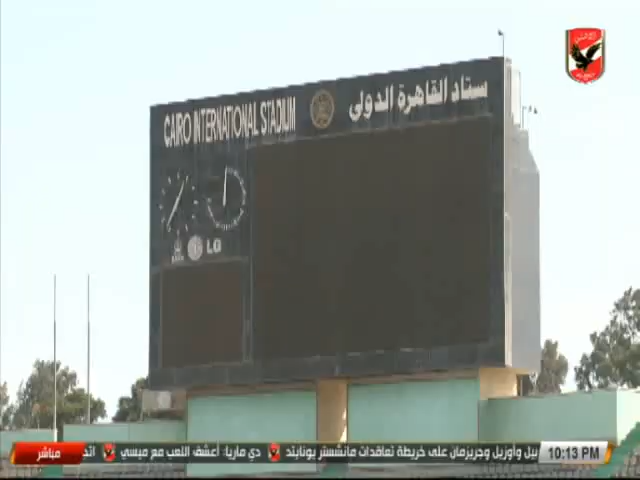 CAIRO INTERNATIONAL STADIUM
ستاد القاهرة الدولى
LG
10:13 PM
بيل وأوزيل وجريزمان على خريطة تعاقدات مانشستر يونايتد
دي ماريا: أعشق اللعب مع ميسي
مباشر